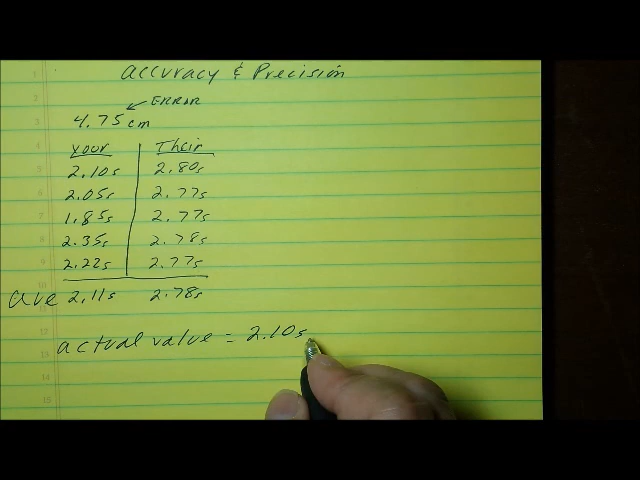 Accuracy & Precision
ERROR
4.75 cm
Your Their
2.10s 2.80s
2.05s 2.77s
1.85s 2.77s
2.35s 2.78s
2.22s 2.77s
ave 2.11s 2.78s
actual value = 2.10s